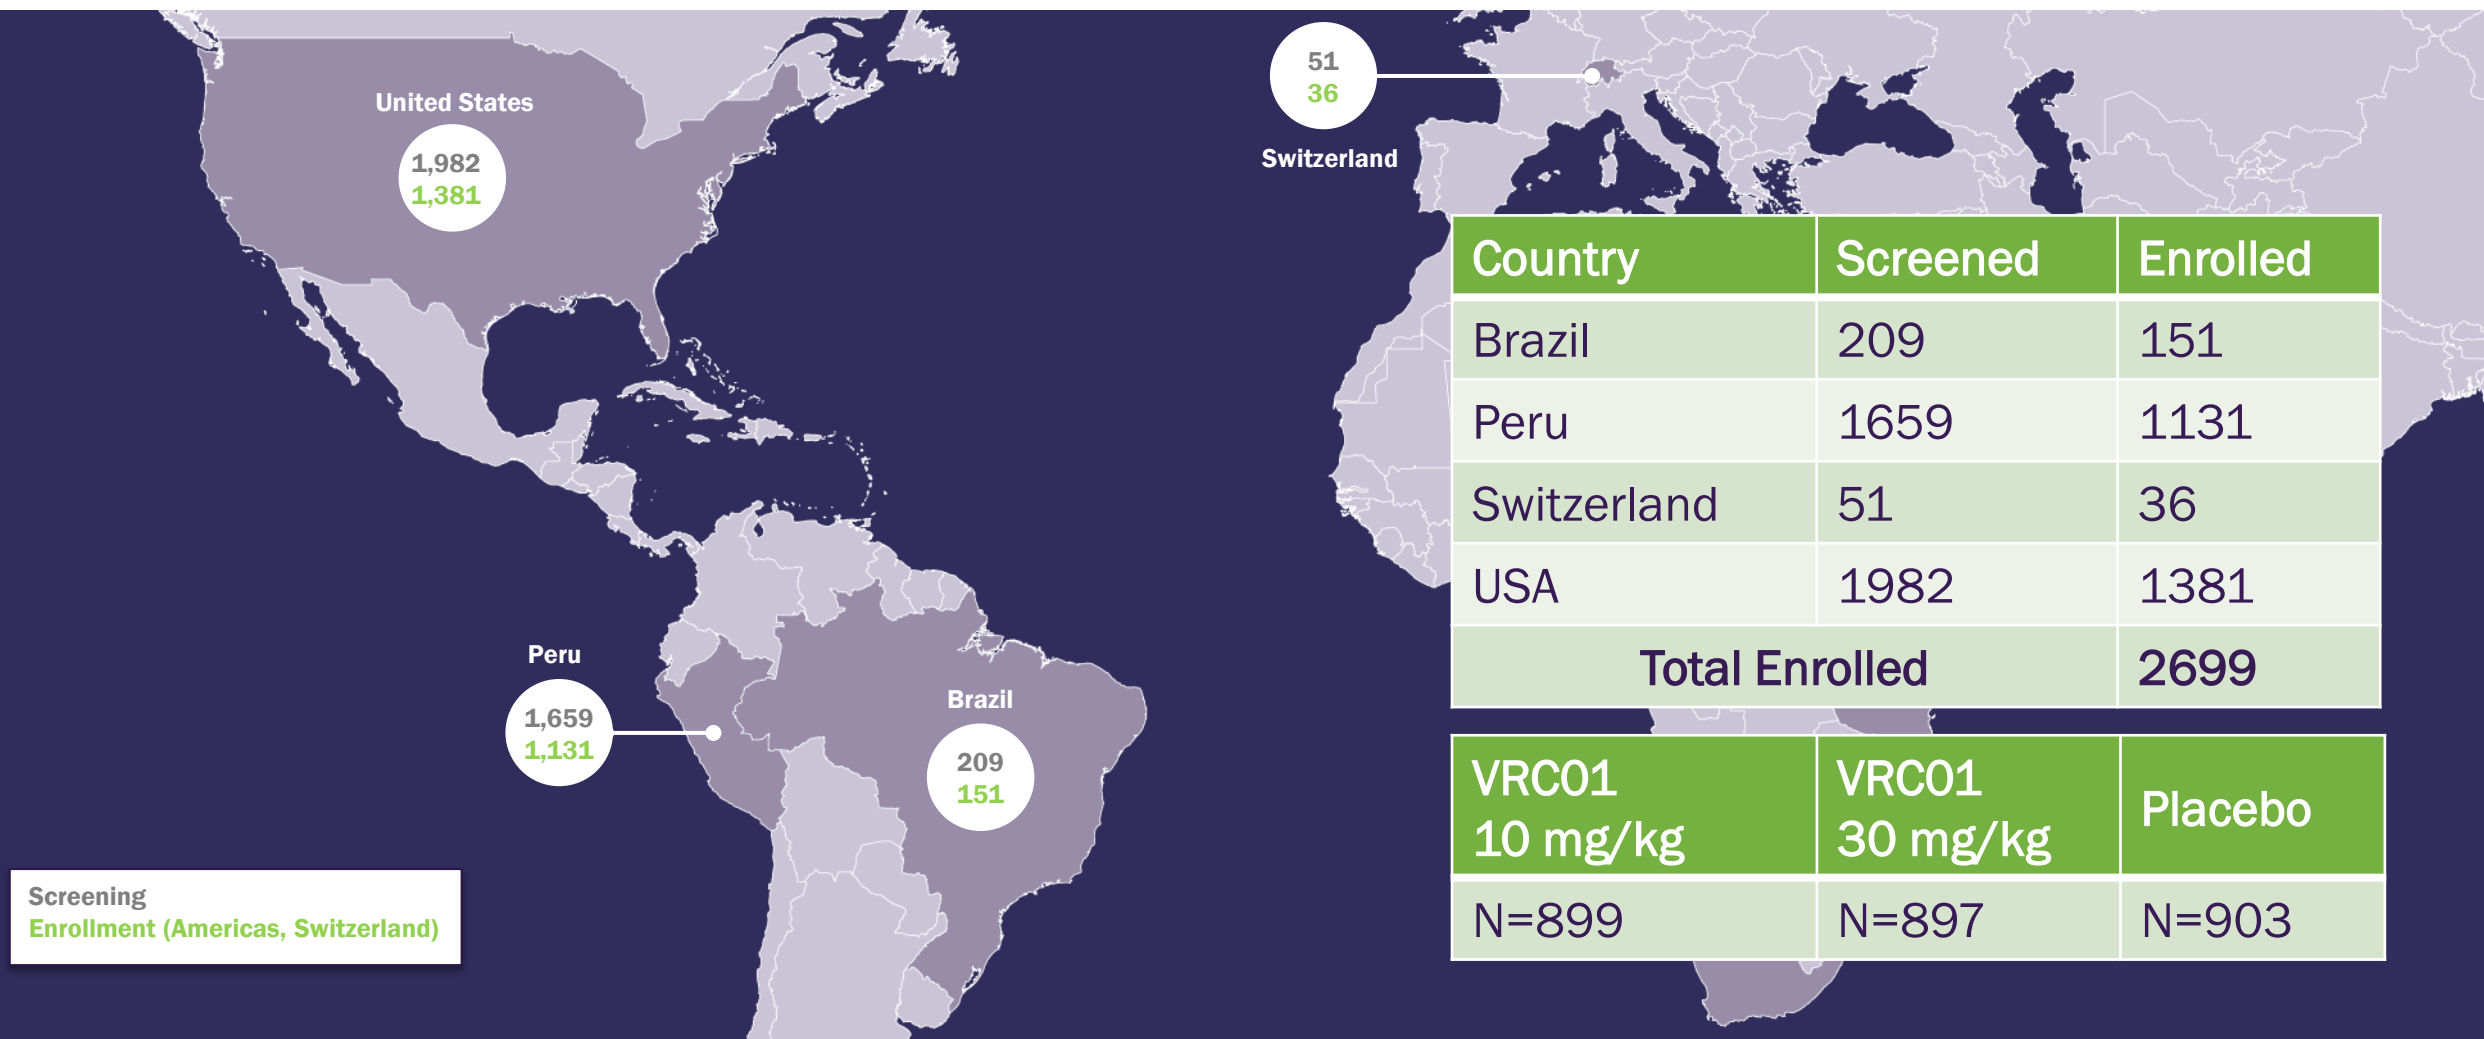 United States
1,982
1,381
51
36
Switzerland
Peru
1,659
1,131
Brazil
209
151
Screening
Enrollment (Americas, Switzerland)
Country Screened Enrolled
Brazil 209 151
Peru 1659 1131
Switzerland 51 36
USA 1982 1381
Total Enrolled 2699
VRC01
10 mg/kg
VRC01
30 mg/kg
Placebo
N=899 N=897 N=903